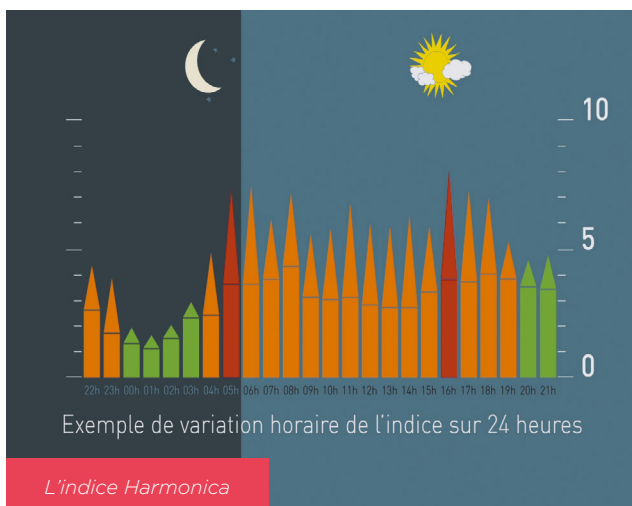 10
5
0
22h 23h 00h 01h 02h 03h 04h 05h 06h 07h 08h 09h 10h 11h 12h 13h 14h 15h 16h 17h 18h 19h 20h 21h
Exemple de variation horaire de l'indice sur 24 heures
L'indice Harmonica